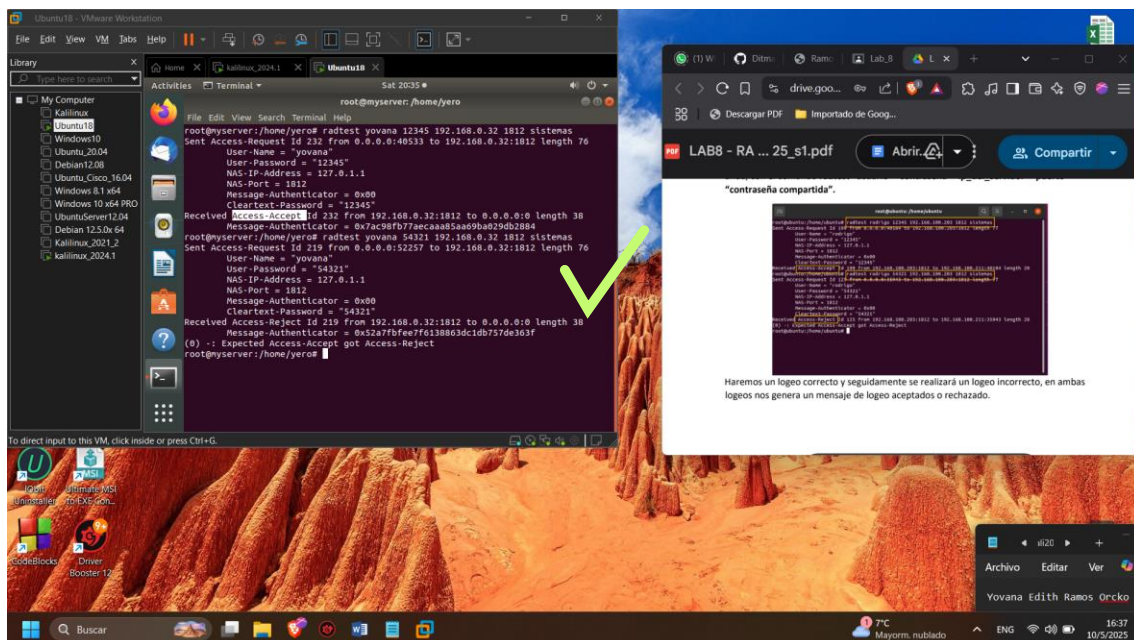 Ubuntu18 - VMware Workstation
File Edit View VM Tabs Help
Library
Type here to search
My Computer
Kalilinux
Ubuntu18
Windows10
Ubuntu_20.04
Debian12.08
Ubuntu_Cisco_16.04
Windows 8.1 x64
Windows 10 x64 PRO
UbuntuServer12.04
Debian 12.5.0x 64
Kalilinux_2021_2
kalilinux_2024.1
Home kalilinux_2024.1 Ubuntu18
Activities Terminal Sat 20:35
root@myserver: /home/yero
File Edit View Search Terminal Help
root@myserver:/home/yero# radtest yovana 12345 192.168.0.32 1812 sistemas
Sent Access-Request Id 232 from 0.0.0.0:40533 to 192.168.0.32:1812 length 76
User-Name = "yovana"
User-Password = "12345"
NAS-IP-Address = 127.0.1.1
NAS-Port = 1812
Message-Authenticator = 0x00
Cleartext-Password = "12345"
Received Access-Accept Id 232 from 192.168.0.32:1812 to 0.0.0.0:0 length 38
Message-Authenticator = 0x7ac98fb77aecaaa85aa69ba029db2884
root@myserver:/home/yero# radtest yovana 54321 192.168.0.32 1812 sistemas
Sent Access-Request Id 219 from 0.0.0.0:52257 to 192.168.0.32:1812 length 76
User-Name = "yovana"
User-Password = "54321"
NAS-IP-Address = 127.0.1.1
NAS-Port = 1812
Message-Authenticator = 0x00
Cleartext-Password = "54321"
Received Access-Reject Id 219 from 192.168.0.32:1812 to 0.0.0.0:0 length 38
Message-Authenticator = 0x52a7fbfee7f6138863dc1db757de363f
(0) -: Expected Access-Accept got Access-Reject
root@myserver:/home/yero#
To direct input to this VM, click inside or press Ctrl+G.
(1) W Ditm Ramo Lab_8 L
drive.goo...
Descargar PDF Importado de Goog...
LAB8 - RA ... 25_s1.pdf Abrir... Compartir
"contraseña compartida".
Haremos un logeo correcto y seguidamente se realizará un logeo incorrecto, en ambas
logeos nos genera un mensaje de logeo aceptados o rechazado.
IObit
Uninstaller
Ultimate MSI
to EXE Con...
CodeBlocks
Driver
Booster 12
Archivo Editar Ver
Yovana Edith Ramos Orcko
Buscar
7°C
Mayorm. nublado
ENG
16:37
10/5/2025